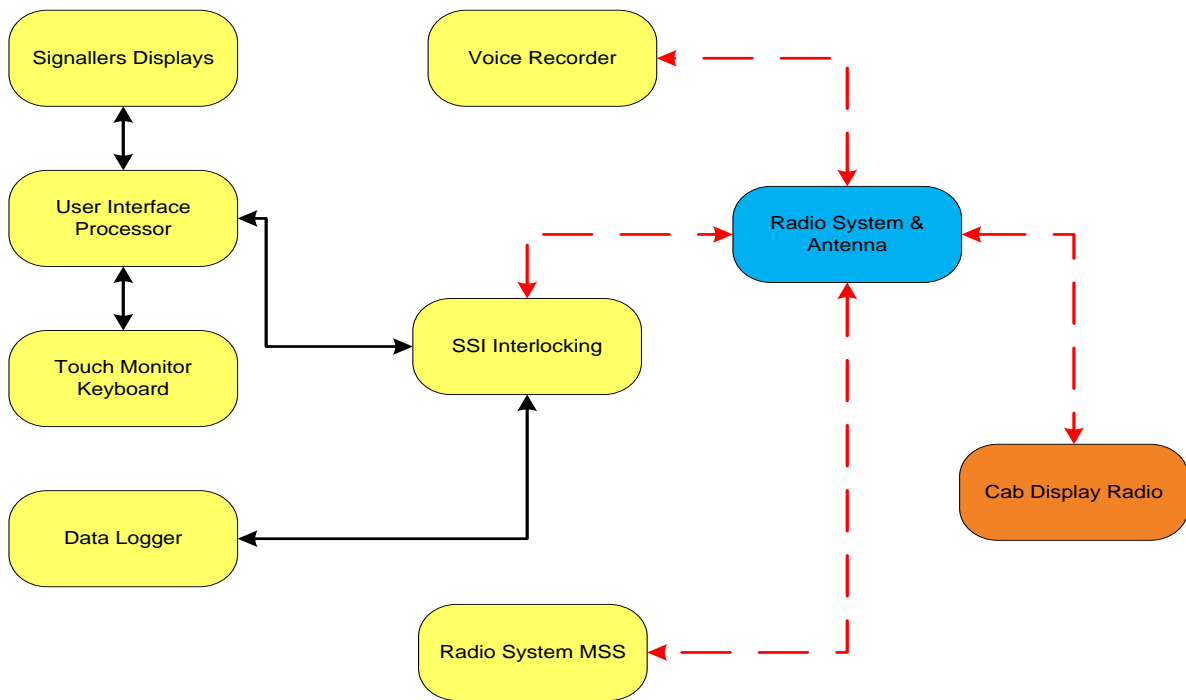 Signallers Displays
Voice Recorder
User Interface
Processor
Radio System &
Antenna
SSI Interlocking
Touch Monitor
Keyboard
Cab Display Radio
Data Logger
Radio System MSS